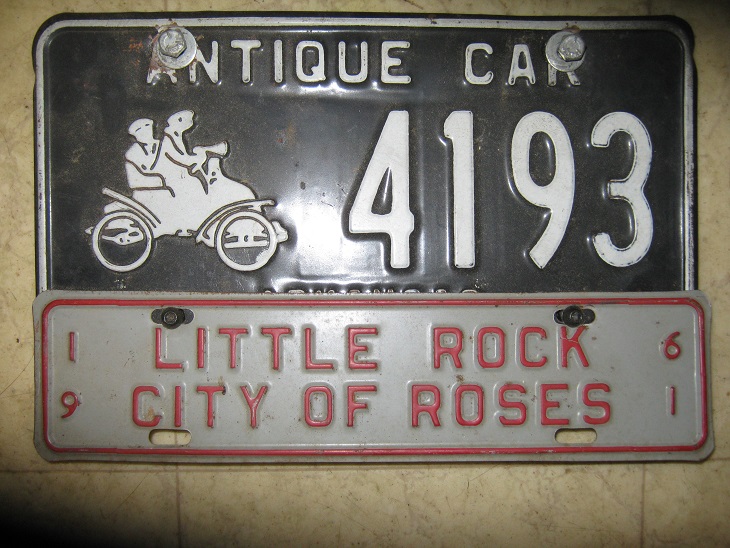 ANTIQUE CAR
4193
1 LITTLE ROCK 6
9 CITY OF ROSES 1